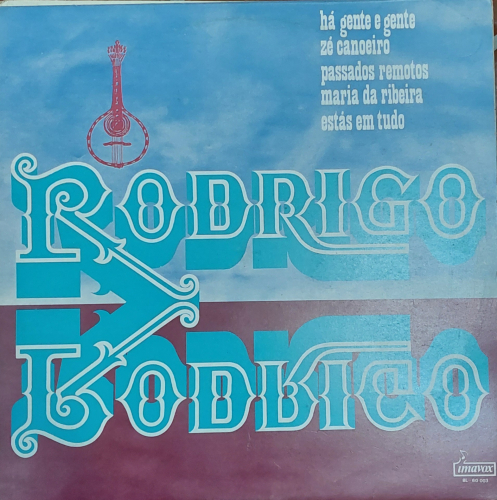 há gente e gente
zé canoeiro
passados remotos
maria da ribeira
estás em tudo
RODRIGO
RODRIGO
imavox